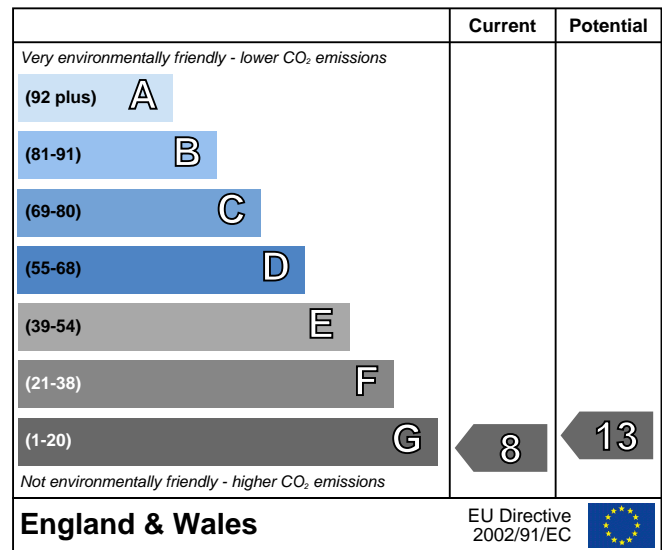 Current Potential
Very environmentally friendly - lower CO₂ emissions
(92 plus) A
(81-91) B
(69-80) C
(55-68) D
(39-54) E
(21-38) F
(1-20) G 8 13
Not environmentally friendly - higher CO₂ emissions
England & Wales
EU Directive
2002/91/EC